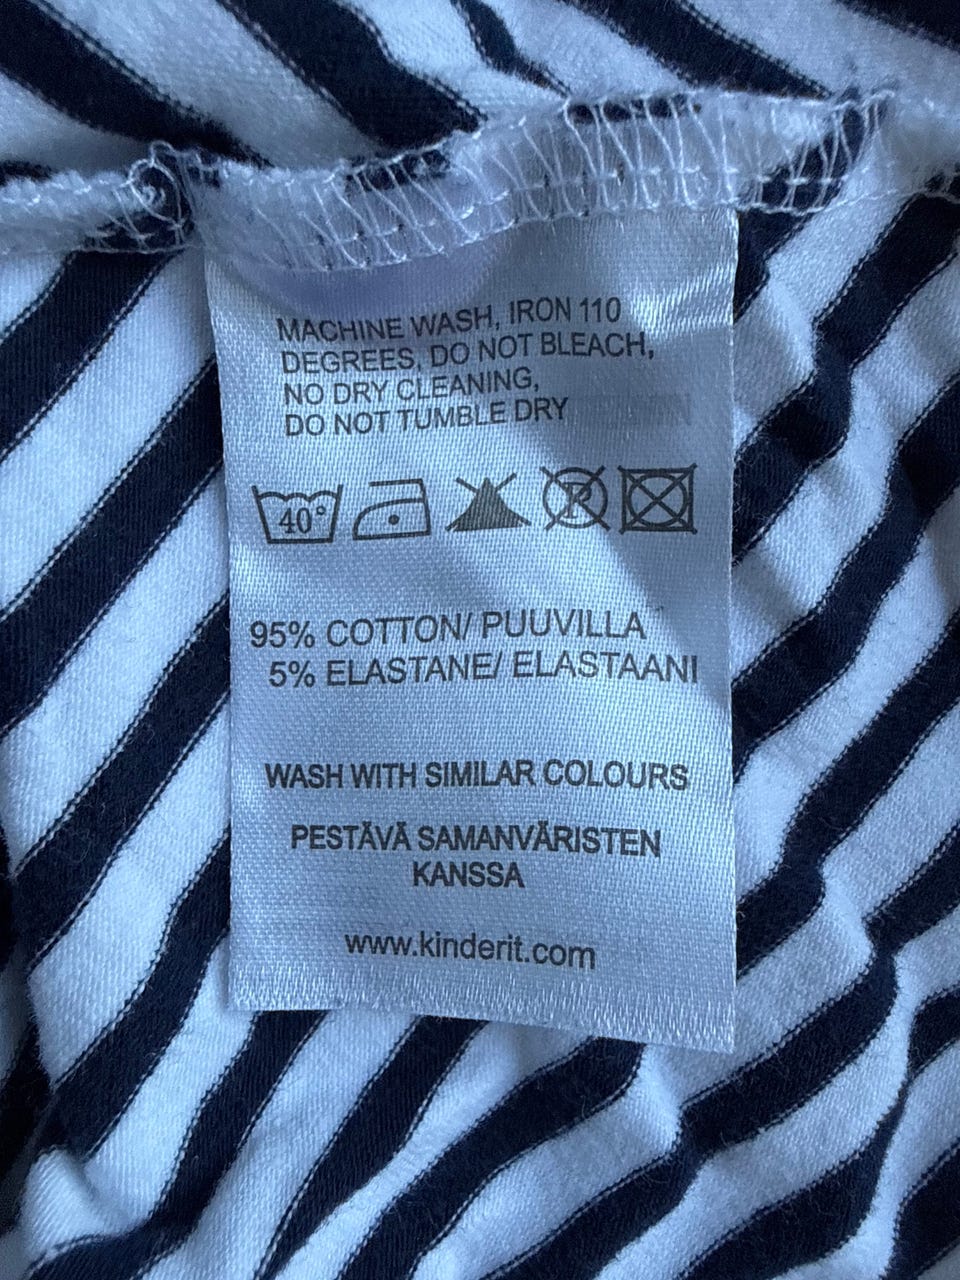 MACHINE WASH, IRON 110
DEGREES, DO NOT BLEACH,
NO DRY CLEANING,
DO NOT TUMBLE DRY
40° P
95% COTTON/ PUUVILLA
5% ELASTANE/ ELASTAANI
WASH WITH SIMILAR COLOURS
PESTÄVÄ SAMANVÄRISTEN
KANSSA
www.kinderit.com